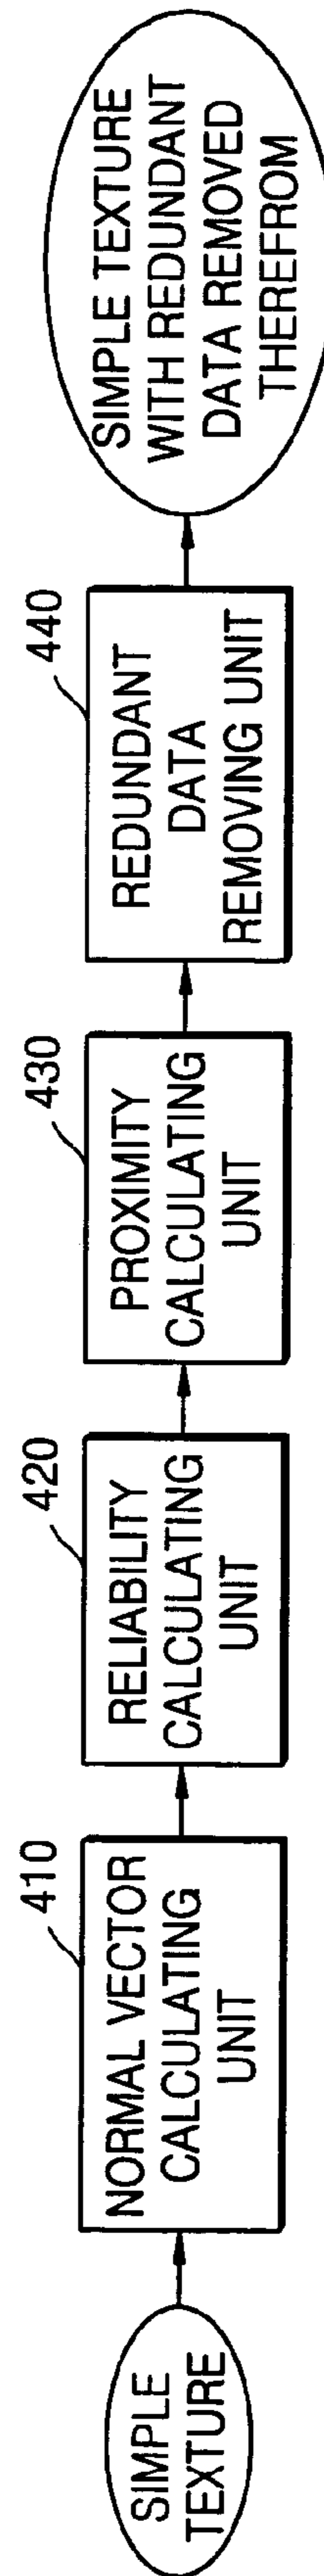 SIMPLE
TEXTURE
410
NORMAL VECTOR
CALCULATING
UNIT
420
RELIABILITY
CALCULATING
UNIT
430
PROXIMITY
CALCULATING
UNIT
440
REDUNDANT
DATA
REMOVING UNIT
SIMPLE TEXTURE
WITH REDUNDANT
DATA REMOVED
THEREFROM